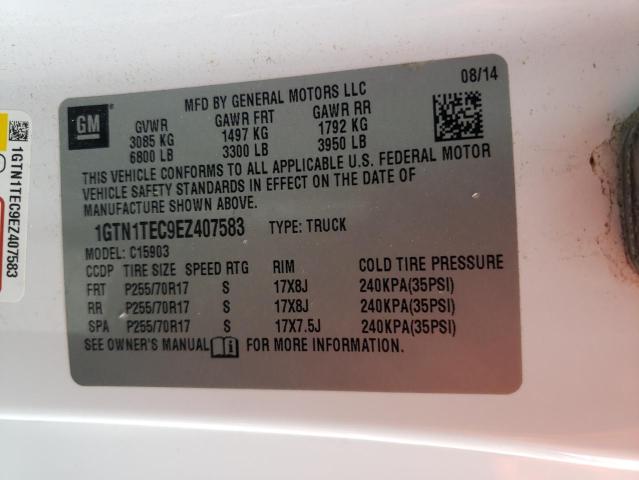 MFD BY GENERAL MOTORS LLC 08/14
GM
GVWR GAWR FRT GAWR RR
3085 KG 1497 KG 1792 KG
6800 LB 3300 LB 3950 LB
THIS VEHICLE CONFORMS TO ALL APPLICABLE U.S. FEDERAL MOTOR
VEHICLE SAFETY STANDARDS IN EFFECT ON THE DATE OF
MANUFACTURE SHOWN ABOVE.
1GTN1TEC9EZ407583 TYPE: TRUCK
MODEL: C15903
CCDP TIRE SIZE SPEED RTG RIM COLD TIRE PRESSURE
FRT P255/70R17 S 17X8J 240KPA(35PSI)
RR P255/70R17 S 17X8J 240KPA(35PSI)
SPA P255/70R17 S 17X7.5J 240KPA(35PSI)
SEE OWNER'S MANUAL FOR MORE INFORMATION.
1GTN1TEC9EZ407583